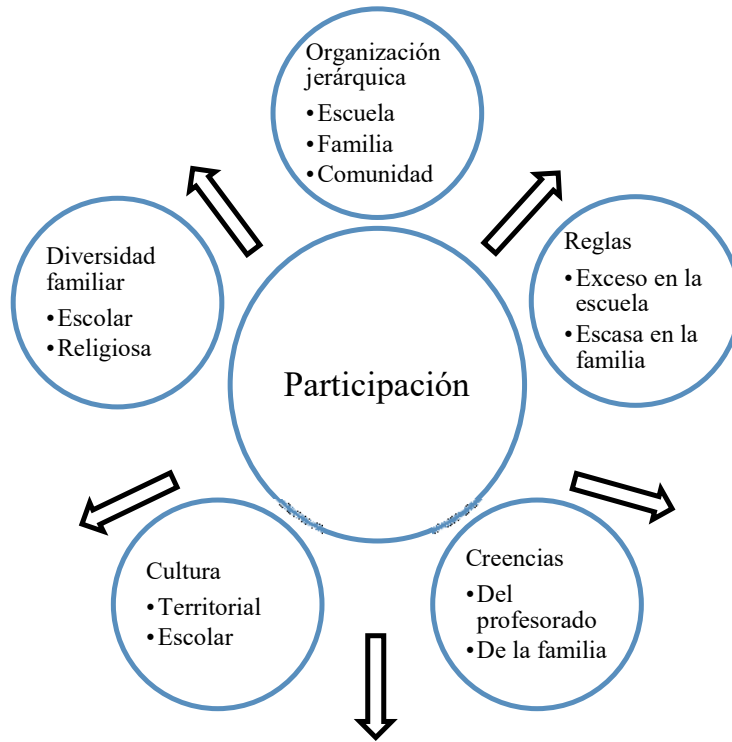 Organización
jerárquica
•Escuela
•Familia
•Comunidad
Reglas
•Exceso en la
escuela
•Escasa en la
familia
Creencias
•Del
profesorado
•De la familia
Cultura
•Territorial
•Escolar
Diversidad
familiar
•Escolar
•Religiosa
Participación